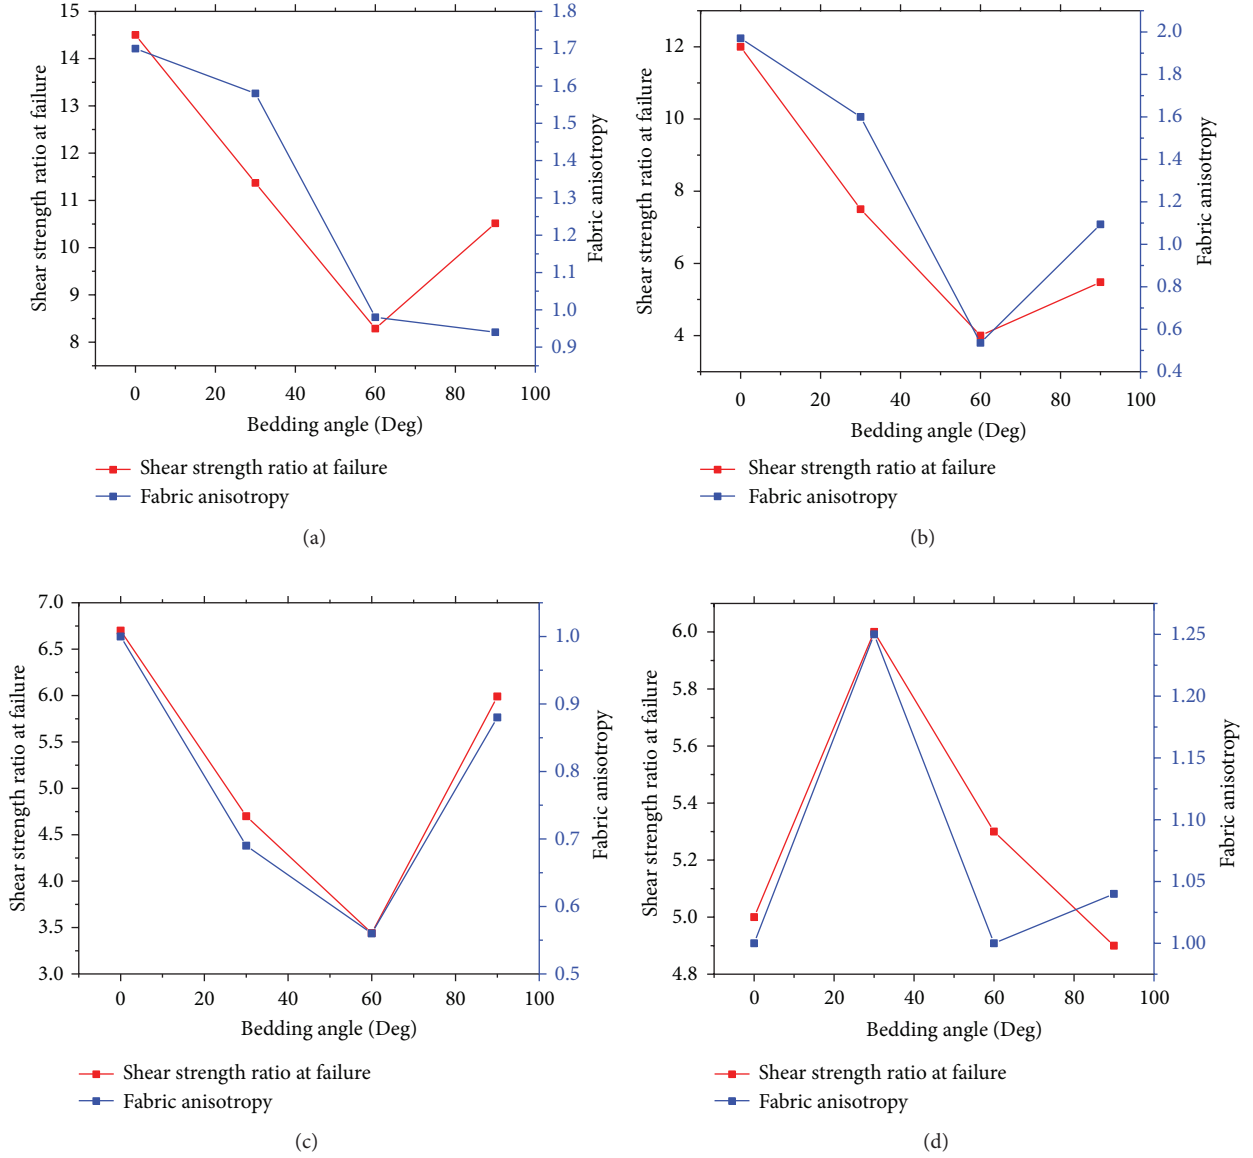 15
14
13
12
11
10
9
8
Shear strength ratio at failure
1.8
1.7
1.6
1.5
1.4
1.3
1.2
1.1
1.0
0.9
Fabric anisotropy
0 20 40 60 80 100
Bedding angle (Deg)
Shear strength ratio at failure
Fabric anisotropy
(a)
12
10
8
6
4
Shear strength ratio at failure
2.0
1.8
1.6
1.4
1.2
1.0
0.8
0.6
0.4
Fabric anisotropy
0 20 40 60 80 100
Bedding angle (Deg)
Shear strength ratio at failure
Fabric anisotropy
(b)
7.0
6.5
6.0
5.5
5.0
4.5
4.0
3.5
3.0
Shear strength ratio at failure
1.0
0.9
0.8
0.7
0.6
0.5
Fabric anisotropy
0 20 40 60 80 100
Bedding angle (Deg)
Shear strength ratio at failure
Fabric anisotropy
(c)
6.0
5.8
5.6
5.4
5.2
5.0
4.8
Shear strength ratio at failure
1.25
1.20
1.15
1.10
1.05
1.00
Fabric anisotropy
0 20 40 60 80 100
Bedding angle (Deg)
Shear strength ratio at failure
Fabric anisotropy
(d)